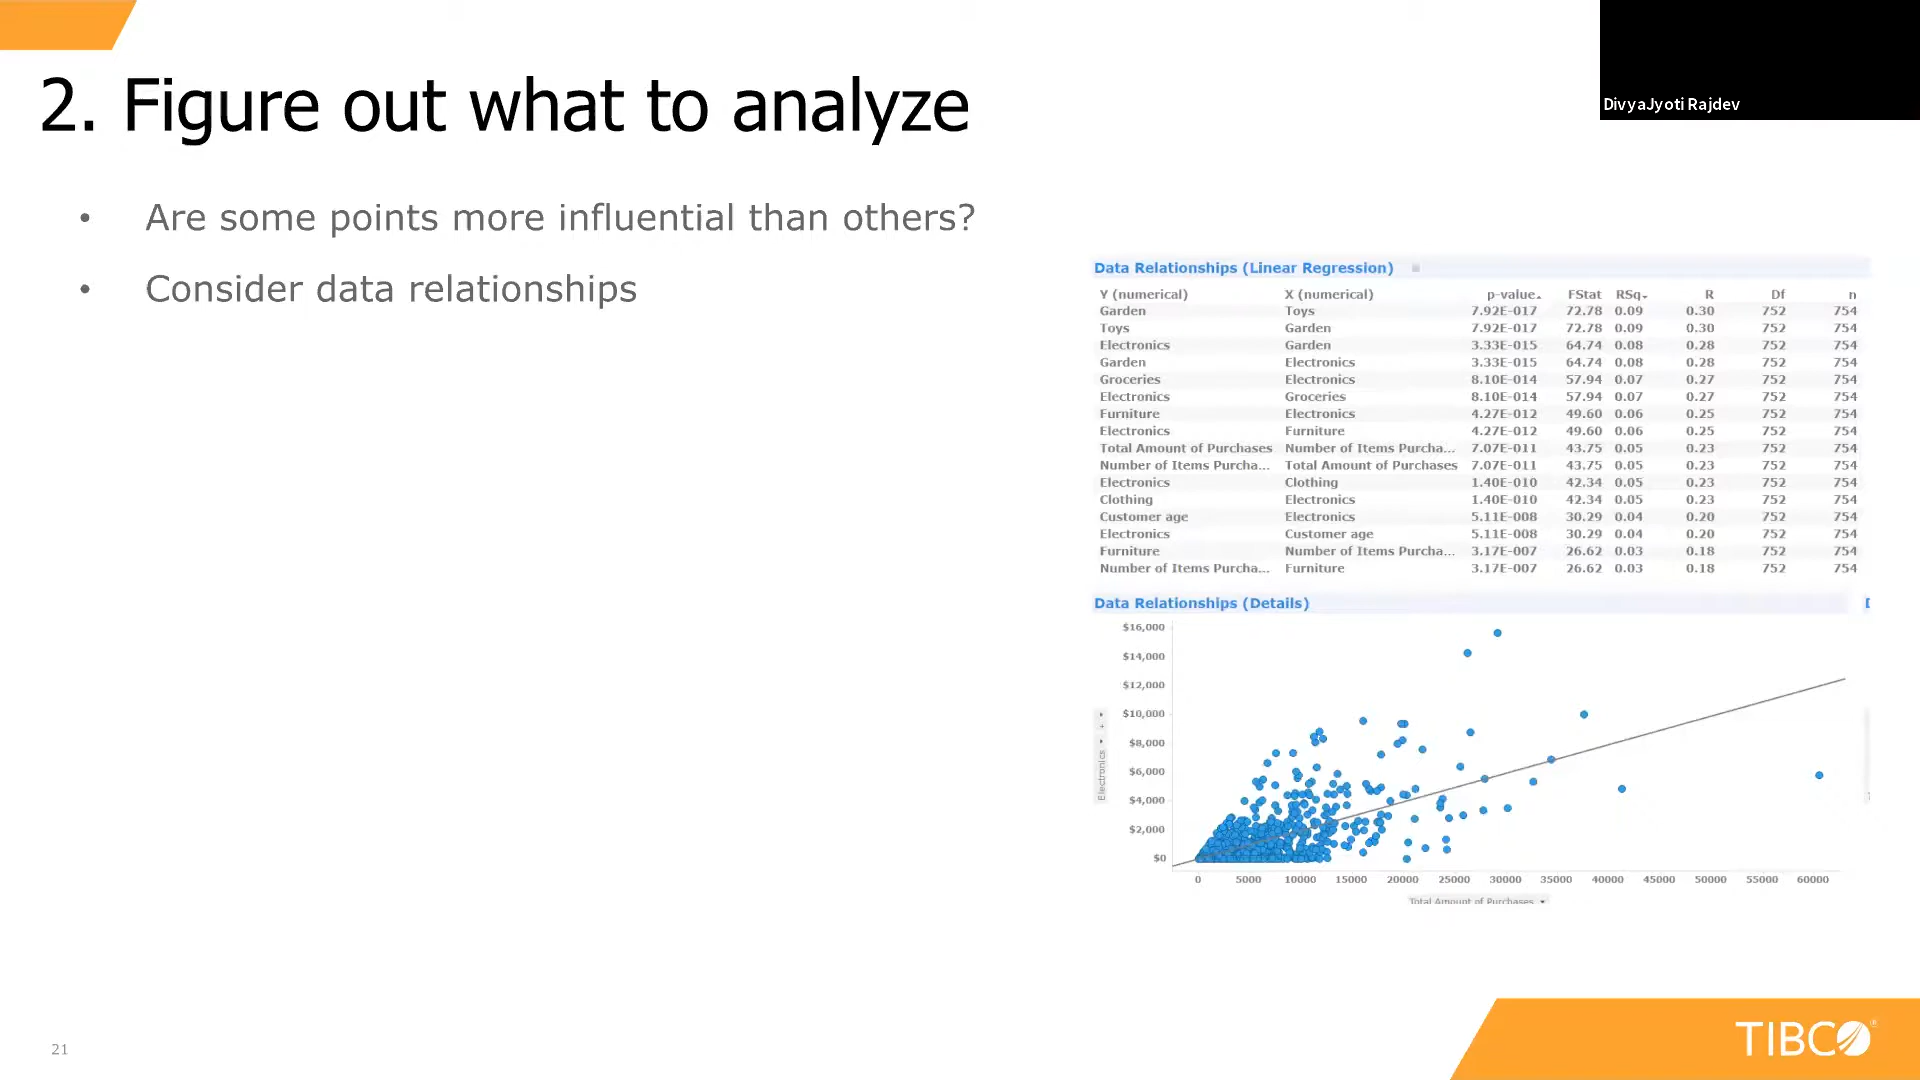 DivyaJyoti Rajdev
2. Figure out what to analyze
• Are some points more influential than others?
• Consider data relationships
Data Relationships (Linear Regression)
Y (numerical) X (numerical) p-value FStat RSq R Df n
Garden Toys 7.92E-017 72.78 0.09 0.30 752 754
Toys Garden 7.92E-017 72.78 0.09 0.30 752 754
Electronics Garden 3.33E-015 64.74 0.08 0.28 752 754
Garden Electronics 3.33E-015 64.74 0.08 0.28 752 754
Groceries Electronics 8.10E-014 57.94 0.07 0.27 752 754
Electronics Groceries 8.10E-014 57.94 0.07 0.27 752 754
Furniture Electronics 4.27E-012 49.60 0.06 0.25 752 754
Electronics Furniture 4.27E-012 49.60 0.06 0.25 752 754
Total Amount of Purchases Number of Items Purcha... 7.07E-011 43.75 0.05 0.23 752 754
Number of Items Purcha... Total Amount of Purchases 7.07E-011 43.75 0.05 0.23 752 754
Electronics Clothing 1.40E-010 42.34 0.05 0.23 752 754
Clothing Electronics 1.40E-010 42.34 0.05 0.23 752 754
Customer age Electronics 5.11E-008 30.29 0.04 0.20 752 754
Electronics Customer age 5.11E-008 30.29 0.04 0.20 752 754
Furniture Number of Items Purcha... 3.17E-007 26.62 0.03 0.18 752 754
Number of Items Purcha... Furniture 3.17E-007 26.62 0.03 0.18 752 754
Data Relationships (Details)
$16,000
$14,000
$12,000
$10,000
$8,000
$6,000
$4,000
$2,000
$0
Electronics
0 5000 10000 15000 20000 25000 30000 35000 40000 45000 50000 55000 60000
Total Amount of Purchases
21
TIBCO®